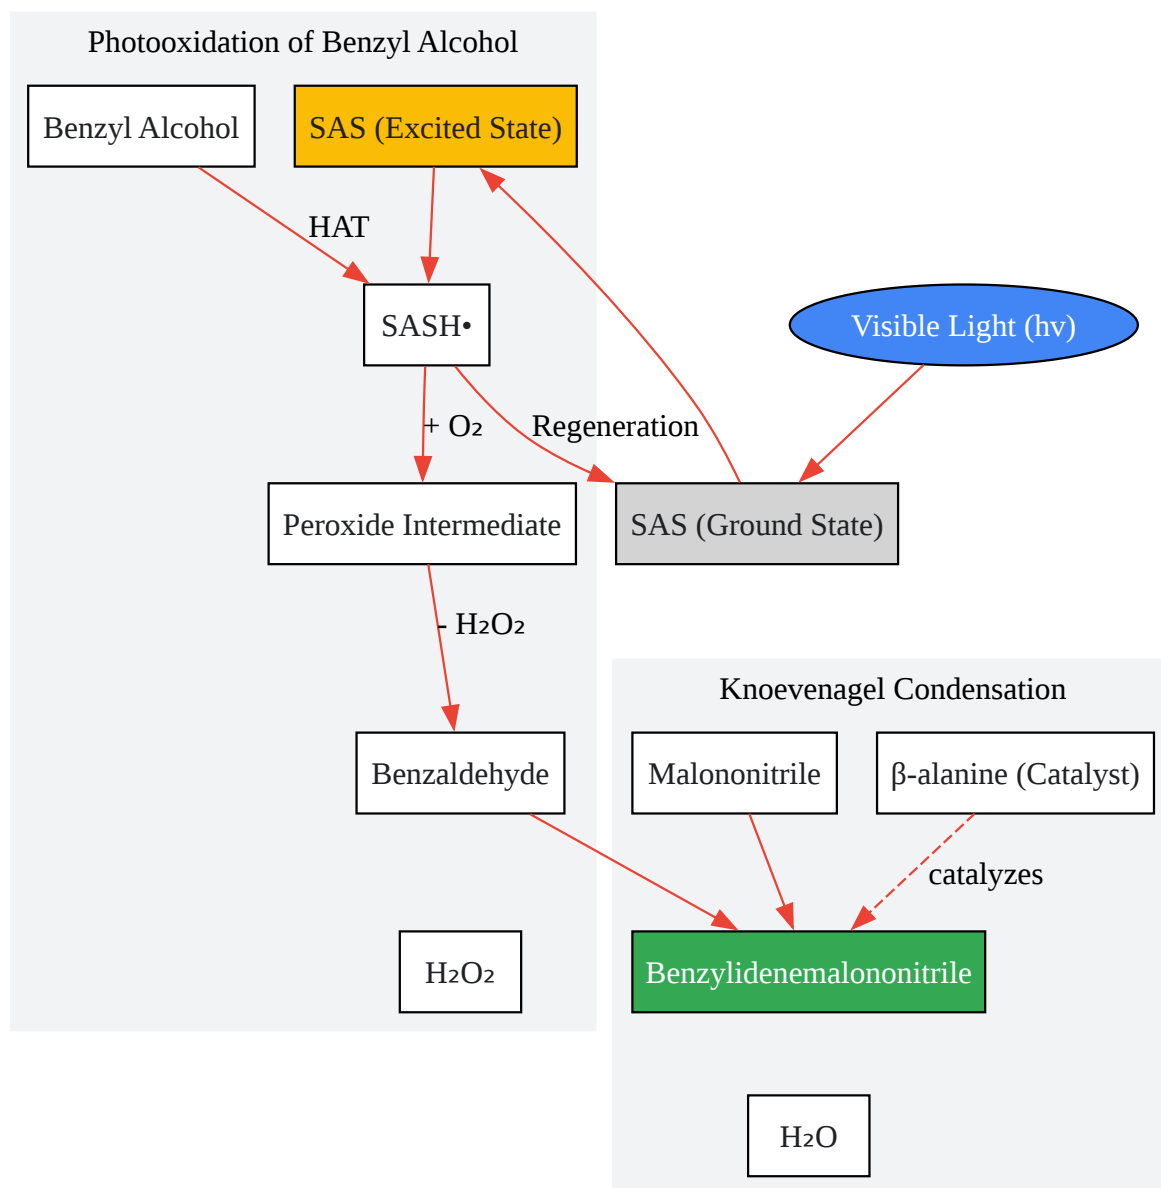 Photooxidation of Benzyl Alcohol
Benzyl Alcohol
SAS (Excited State)
HAT
SASH•
Visible Light (hv)
+ O₂
Regeneration
Peroxide Intermediate
SAS (Ground State)
- H₂O₂
Knoevenagel Condensation
Benzaldehyde
Malononitrile
β-alanine (Catalyst)
catalyzes
H₂O₂
Benzylidenemalononitrile
H₂O